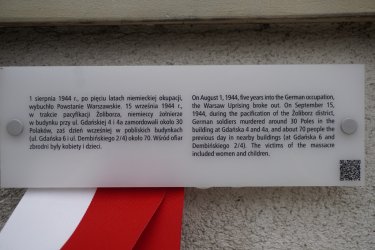 1 sierpnia 1944 r., po pięciu latach niemieckiej okupacji,
wybuchło Powstanie Warszawskie. 15 września 1944 r.,
w trakcie pacyfikacji Żoliborza, niemieccy żołnierze
w budynku przy ul. Gdańskiej 4 i 4a zamordowali około 30
Polaków, zaś dzień wcześniej w pobliskich budynkach
(ul. Gdańska 6 i ul. Dembińskiego 2/4) około 70. Wśród ofiar
zbrodni były kobiety i dzieci.
On August 1, 1944, five years into the German occupation,
the Warsaw Uprising broke out. On September 15,
1944, during the pacification of the Żoliborz district,
German soldiers murdered around 30 Poles in the
building at Gdańska 4 and 4a, and about 70 people the
previous day in nearby buildings (at Gdańska 6 and
Dembińskiego 2/4). The victims of the massacre
included women and children.